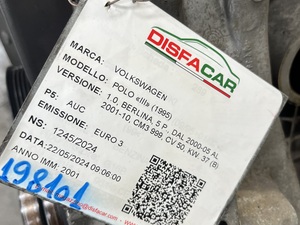 DISFACAR
MARCA: VOLKSWAGEN
MODELLO: POLO «III» (1995)
VERSIONE: 1 0, BERLINA, 5 P., DAL 2000-05 AL
2001-10, CM3 999, CV 50, KW. 37 (B)
P5: AUC
EMISSIONE: EURO 3
NS: 1245/2024
DATA: 22/05/2024 09:06:00
ANNO IMM: 2001
198101